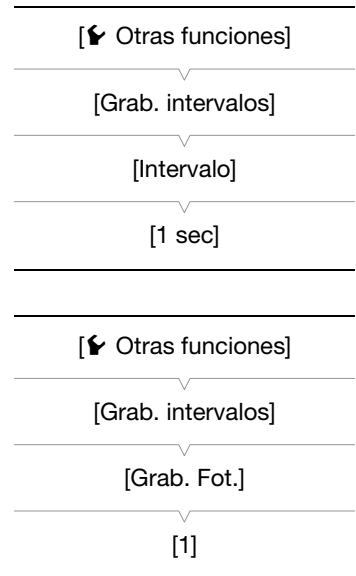 [ Otras funciones]
[Grab. intervalos]
[Intervalo]
[1 sec]
[ Otras funciones]
[Grab. intervalos]
[Grab. Fot.]
[1]